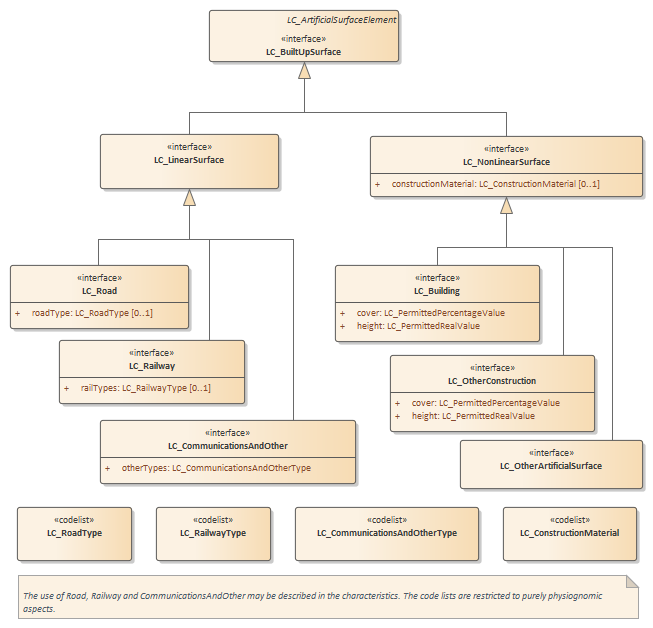 LC_ArtificialSurfaceElement
«interface»
LC_BuiltUpSurface
«interface»
LC_LinearSurface
«interface»
LC_NonLinearSurface
+ constructionMaterial: LC_ConstructionMaterial [0..1]
«interface»
LC_Road
+ roadType: LC_RoadType [0..1]
«interface»
LC_Building
+ cover: LC_PermittedPercentageValue
+ height: LC_PermittedRealValue
«interface»
LC_Railway
+ railTypes: LC_RailwayType [0..1]
«interface»
LC_OtherConstruction
+ cover: LC_PermittedPercentageValue
+ height: LC_PermittedRealValue
«interface»
LC_CommunicationsAndOther
+ otherTypes: LC_CommunicationsAndOtherType
«interface»
LC_OtherArtificialSurface
«codelist»
LC_RoadType
«codelist»
LC_RailwayType
«codelist»
LC_CommunicationsAndOtherType
«codelist»
LC_ConstructionMaterial
The use of Road, Railway and CommunicationsAndOther may be described in the characteristics. The code lists are restricted to purely physiognomic
aspects.